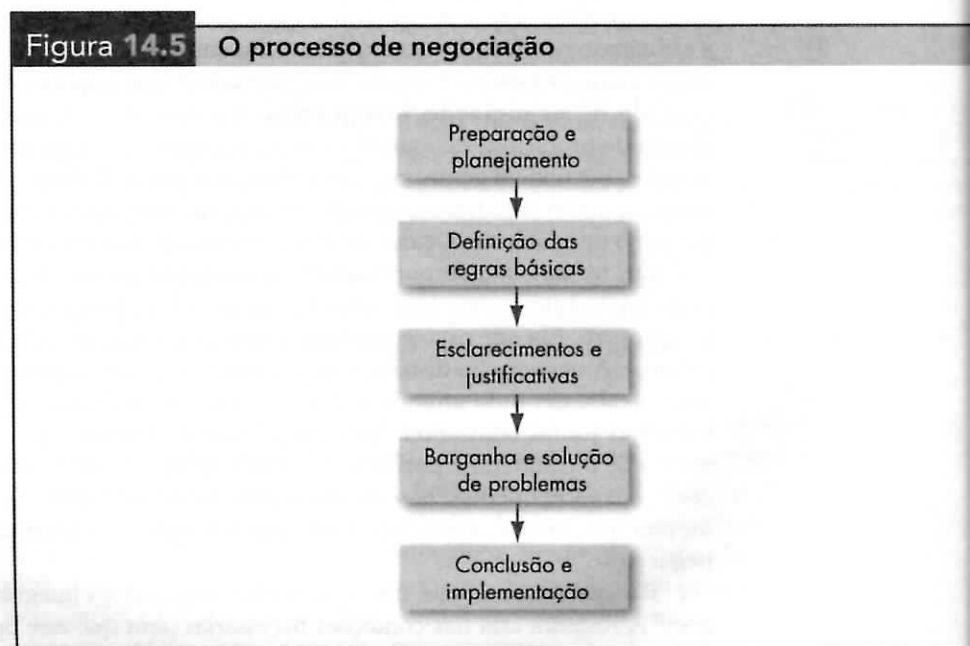 Figura 14.5 O processo de negociação
Preparação e
planejamento
Definição das
regras básicas
Esclarecimentos e
justificativas
Barganha e solução
de problemas
Conclusão e
implementação